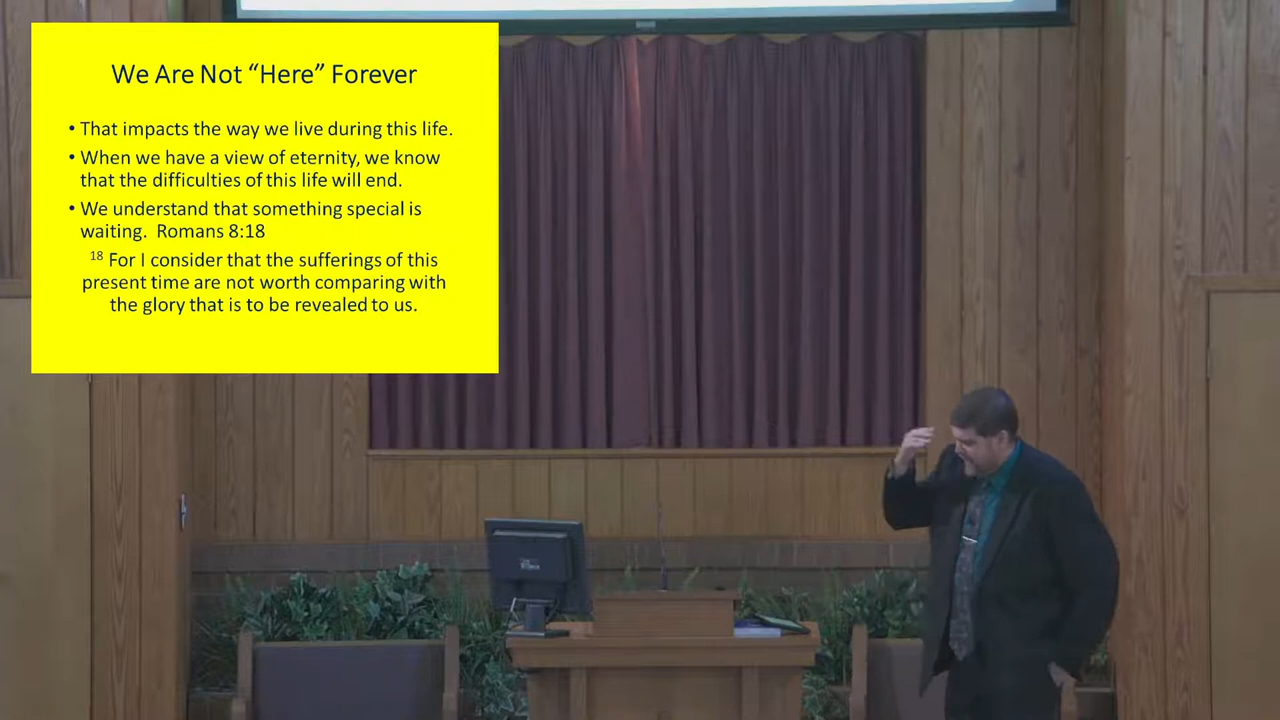 We Are Not “Here” Forever
• That impacts the way we live during this life.
• When we have a view of eternity, we know
that the difficulties of this life will end.
• We understand that something special is
waiting.  Romans 8:18
18 For I consider that the sufferings of this
present time are not worth comparing with
the glory that is to be revealed to us.